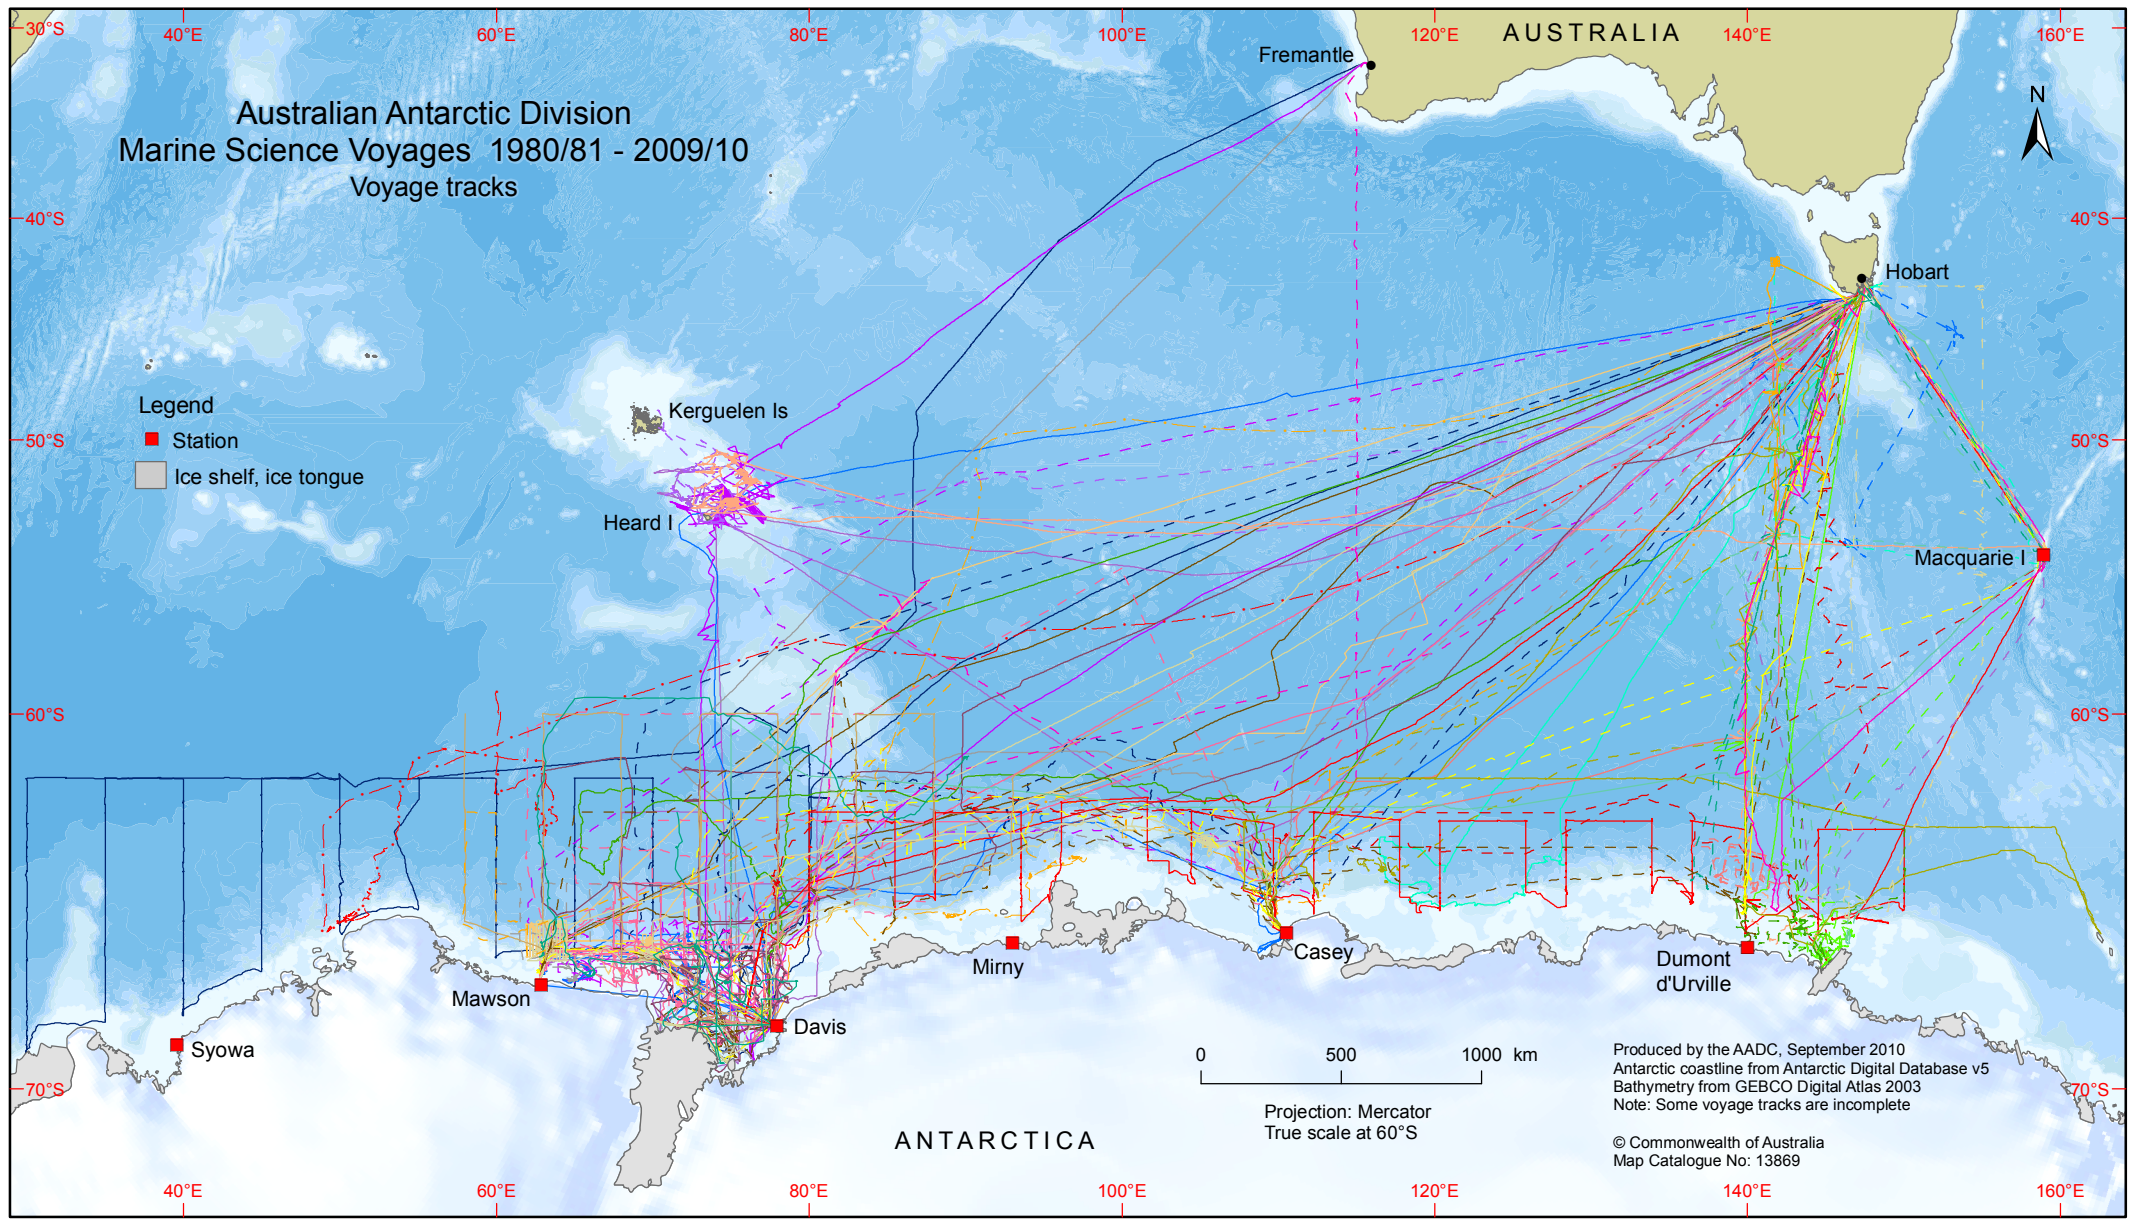 30°S
40°E
60°E
80°E
100°E
120°E
AUSTRALIA
140°E
160°E
30°S
Fremantle
N
Australian Antarctic Division
Marine Science Voyages 1980/81 - 2009/10
Voyage tracks
40°S
40°S
Hobart
Legend
Station
Ice shelf, ice tongue
Kerguelen Is
50°S
50°S
Heard I
Macquarie I
60°S
60°S
Mawson
Syowa
Davis
Mirny
Casey
Dumont
d'Urville
70°S
70°S
0 500 1000 km
Projection: Mercator
True scale at 60°S
ANTARCTICA
Produced by the AADC, September 2010
Antarctic coastline from Antarctic Digital Database v5
Bathymetry from GEBCO Digital Atlas 2003
Note: Some voyage tracks are incomplete
© Commonwealth of Australia
Map Catalogue No: 13869
40°E
60°E
80°E
100°E
120°E
140°E
160°E